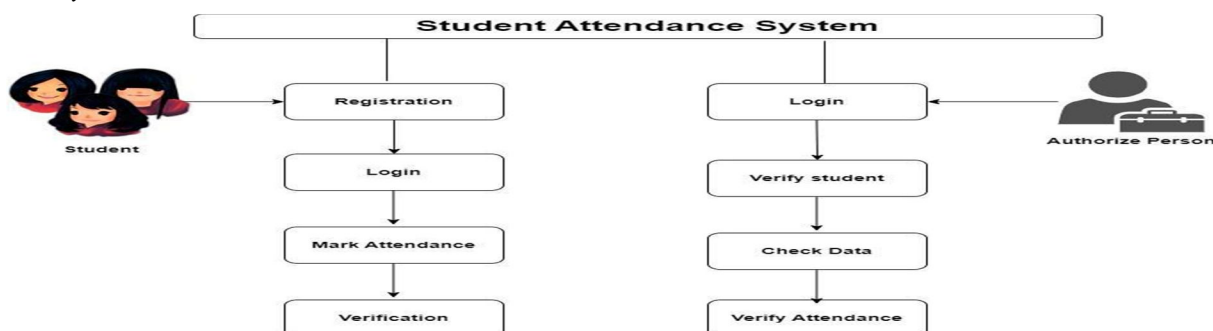 Student Attendance System
Registration
Login
Student
Authorize Person
Login
Verify student
Mark Attendance
Check Data
Verification
Verify Attendance